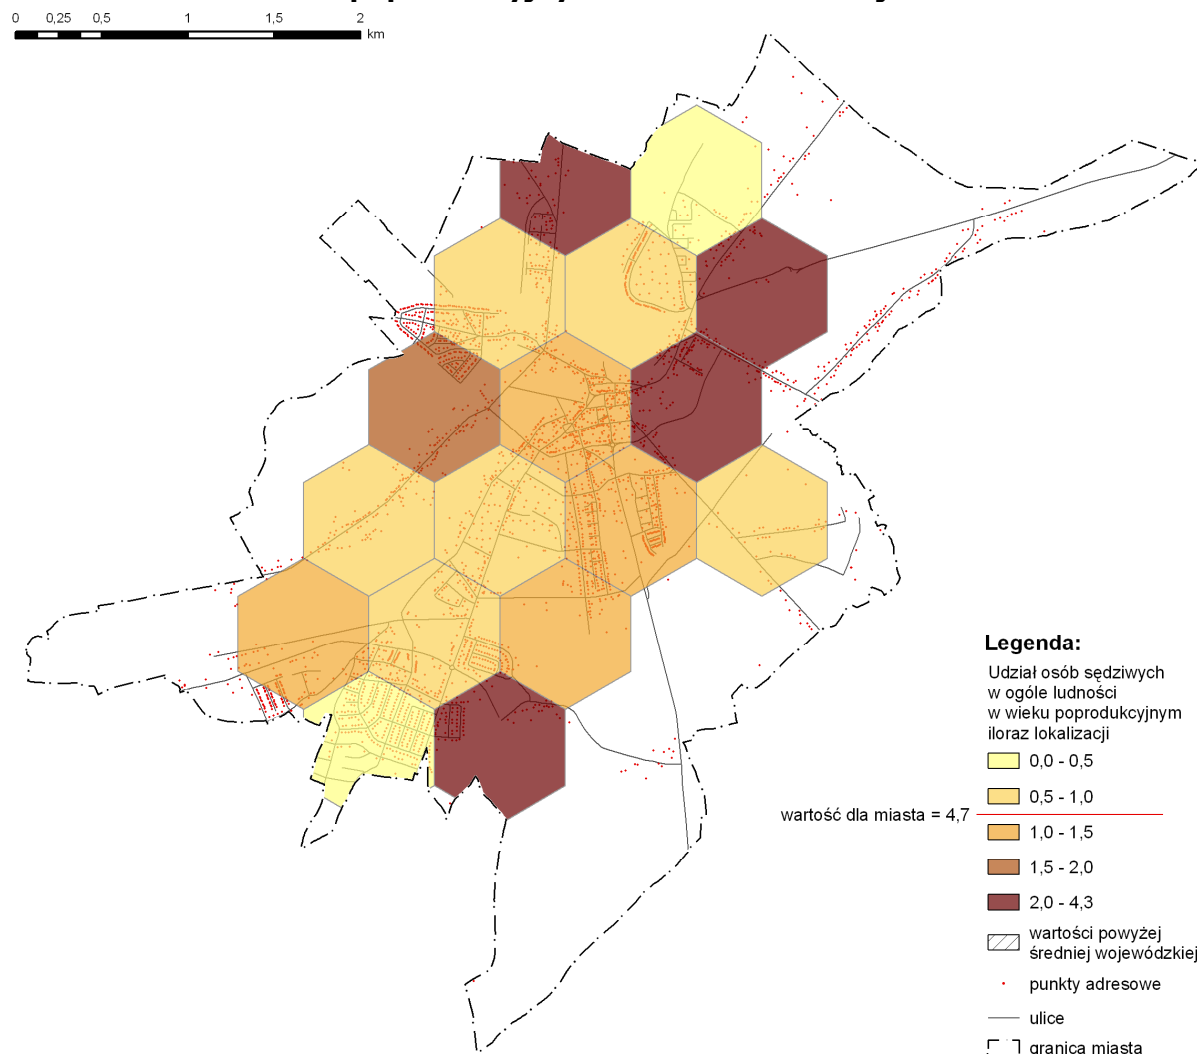 0 0,25 0,5 1 1,5 2
km
Legenda:
Udział osób sędziwych
w ogóle ludności
w wieku poprodukcyjnym
iloraz lokalizacji
0,0 - 0,5
0,5 - 1,0
wartość dla miasta = 4,7
1,0 - 1,5
1,5 - 2,0
2,0 - 4,3
wartości powyżej
średniej wojewódzkiej
punkty adresowe
ulice
granica miasta